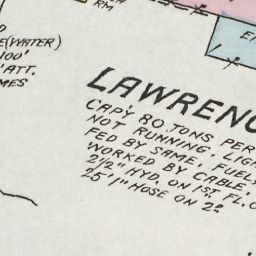 RM
E(WATER)
100'
'ATT.
MES
LAWRENC
CAP'Y 80 TONS PER
NOT RUNNING. LIGH
FED BY SAME. FUEL:
WORKED BY CABLE.
2½" HYD. ON 1ST FL. C
25' 1" HOSE ON 2D